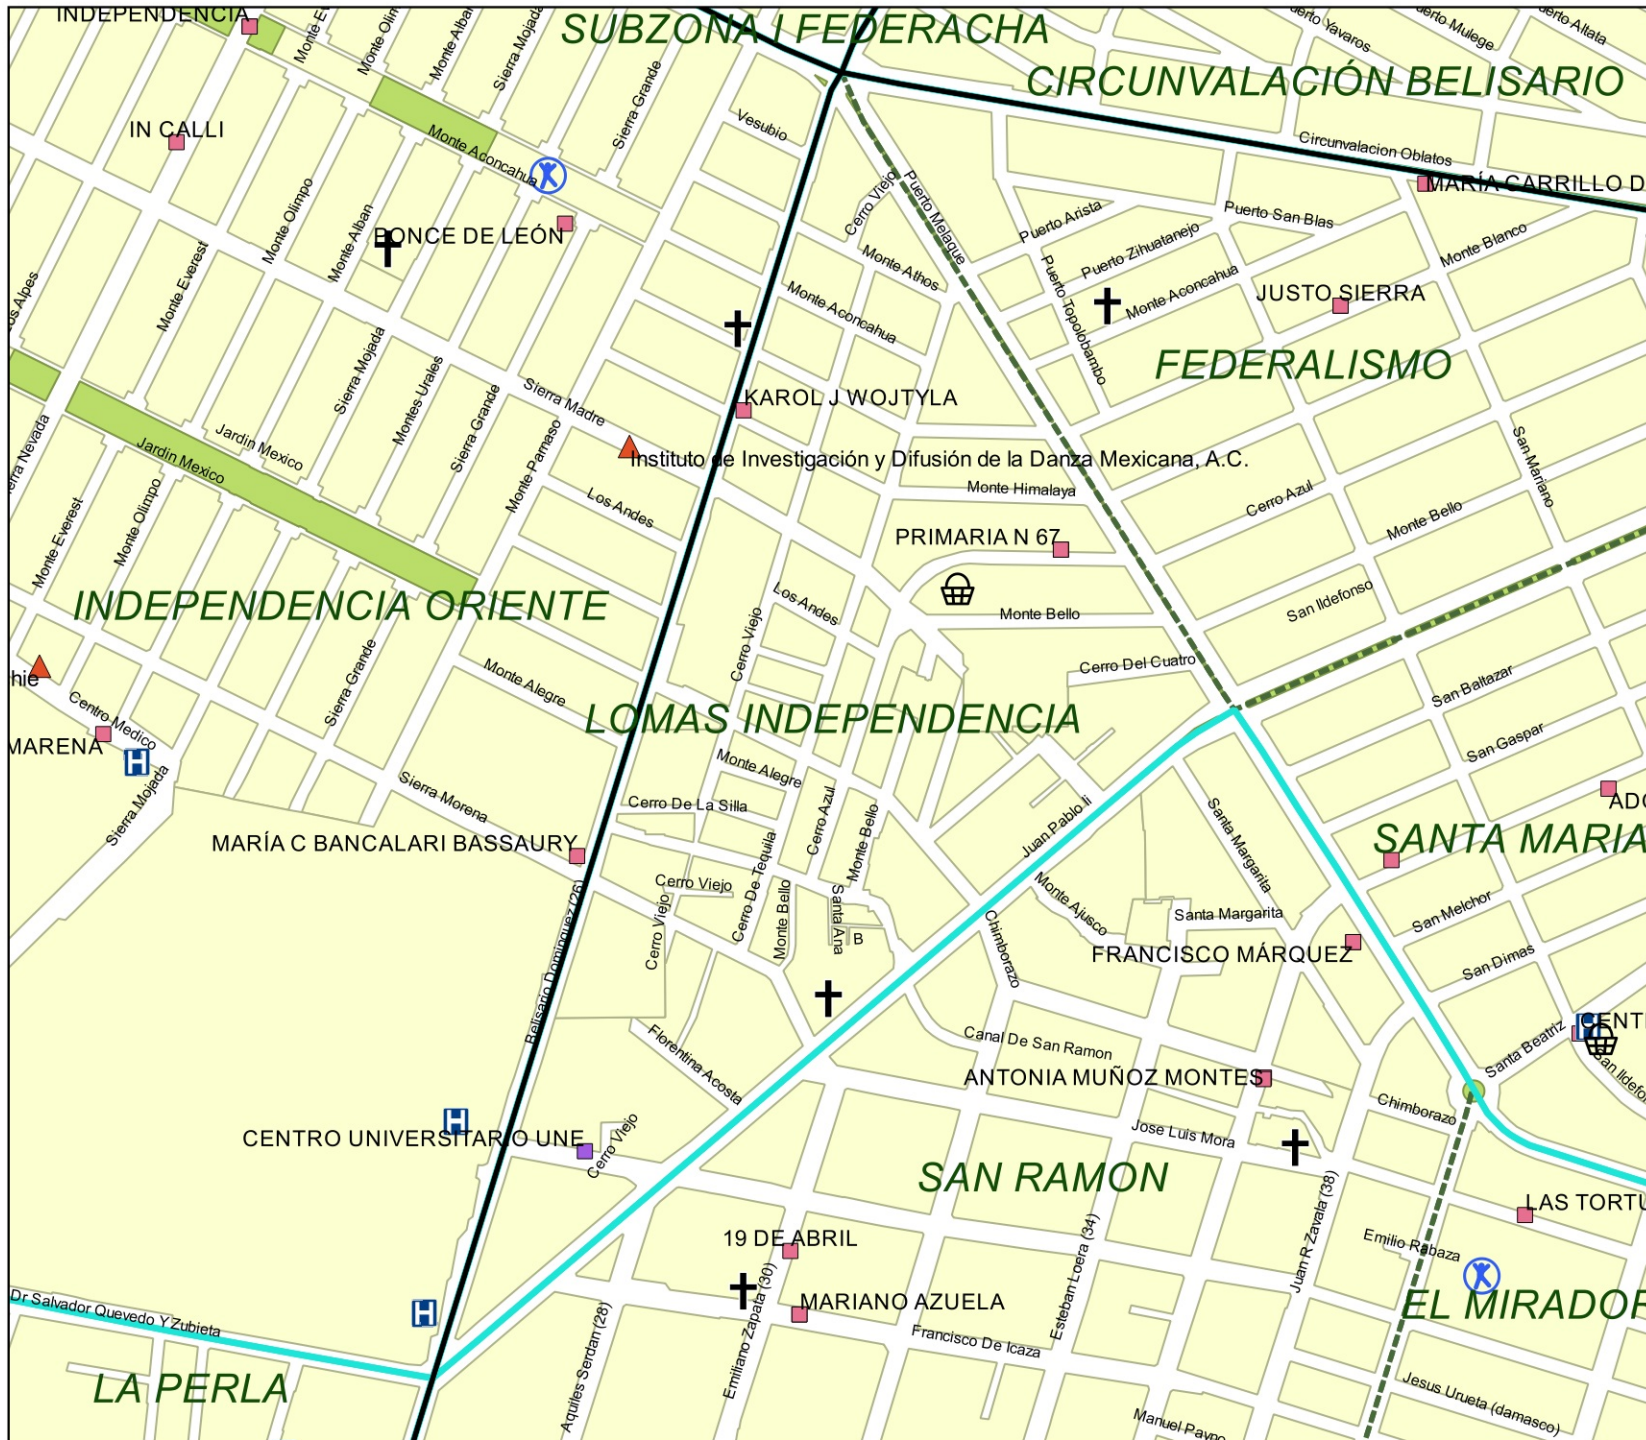 INDEPENDENCIA
SUBZONA I FEDERACHA
CIRCUNVALACIÓN BELISARIO
Monte Olim
Monte Alban
Sierra Mojada
Sierra Grande
Puerto Yavaros
Puerto Mulege
Puerto Altata
IN CALLI
Monte Aconcahua
Vesubio
Circunvalacion Oblatos
MARÍA CARRILLO D
Monte Olimpo
Monte Alban
Monte Everest
PONCE DE LEÓN
Cerro Viejo
Puerto Melaque
Puerto Arista
Puerto San Blas
Puerto Zihuatanejo
Monte Blanco
Monte Athos
Monte Aconcahua
Puerto Topolobambo
Monte Aconcahua
JUSTO SIERRA
os Alpes
FEDERALISMO
Sierra Mojada
Montes Urales
Sierra Grande
Sierra Madre
KAROL J WOJTYLA
Jardin Mexico
Jardin Mexico
erra Nevada
Monte Parnaso
Instituto de Investigación y Difusión de la Danza Mexicana, A.C.
San Mariano
Monte Everest
Monte Olimpo
Los Andes
Monte Himalaya
Cerro Azul
Monte Bello
PRIMARIA N 67
INDEPENDENCIA ORIENTE
Los Andes
Monte Bello
San Ildefonso
Cerro Viejo
Sierra Grande
Monte Alegre
Cerro Del Cuatro
San Baltazar
hie
Centro Medico
MARENA
H
LOMAS INDEPENDENCIA
San Gaspar
Monte Alegre
Sierra Mojada
Sierra Morena
Cerro De La Silla
Cerro Azul
Monte Bello
Juan Pablo Ii
Santa Margarita
ADO
MARÍA C BANCALARI BASSAURY
SANTA MARIA
Cerro Viejo
Cerro De Tequila
Monte Bello
Santa Ana
B
Cerro Viejo
Monte Ajusco
Santa Margarita
San Melchor
Chimborazo
FRANCISCO MÁRQUEZ
San Dimas
Belisario Dominguez (26)
Florentina Acosta
Canal De San Ramon
Santa Beatriz
CENT
San Ildefo
ANTONIA MUÑOZ MONTES
Chimborazo
H
CENTRO UNIVERSITARIO UNE
Cerro Viejo
Jose Luis Mora
SAN RAMON
Juan R Zavala (38)
LAS TORTU
19 DE ABRIL
Esteban Loera (34)
Emilio Rabaza
Emiliano Zapata (30)
MARIANO AZUELA
EL MIRADOR
H
Dr Salvador Quevedo Y Zubieta
Aquiles Serdan (28)
Francisco De Icaza
LA PERLA
Jesus Urueta (damasco)
Manuel Payno